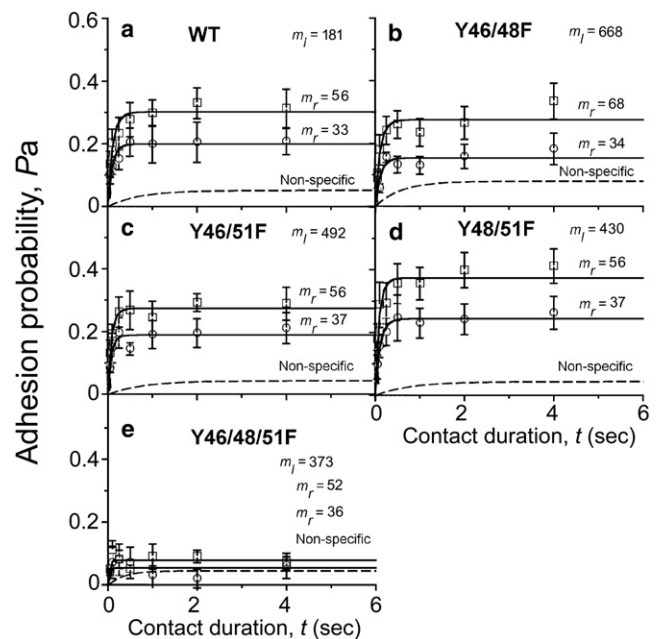 a
WT
m_l = 181
b
Y46/48F
m_l = 668
0.6
0.4
0.2
0
m_r = 56
m_r = 33
Non-specific
m_r = 68
m_r = 34
Non-specific
c
Y46/51F
m_l = 492
d
Y48/51F
m_l = 430
0.4
0.2
0
m_r = 56
m_r = 37
Non-specific
m_r = 56
m_r = 37
Non-specific
e
Y46/48/51F
m_l = 373
m_r = 52
m_r = 36
Non-specific
0.4
0.2
0
0 2 4 6
Contact duration, t (sec)
0 2 4 6
Contact duration, t (sec)
Adhesion probability, Pa